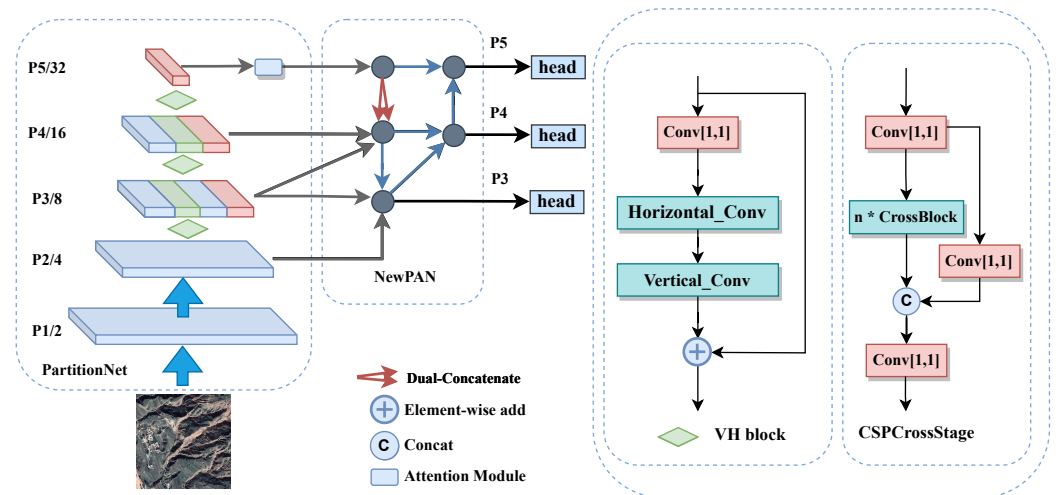 P5/32
P4/16
P3/8
P2/4
P1/2
PartitionNet
NewPAN
P5
head
P4
head
P3
head
Dual-Concatenate
Element-wise add
C
Concat
Attention Module
Conv[1,1]
Horizontal_Conv
Vertical_Conv
VH block
Conv[1,1]
n * CrossBlock
Conv[1,1]
C
Conv[1,1]
CSPCrossStage